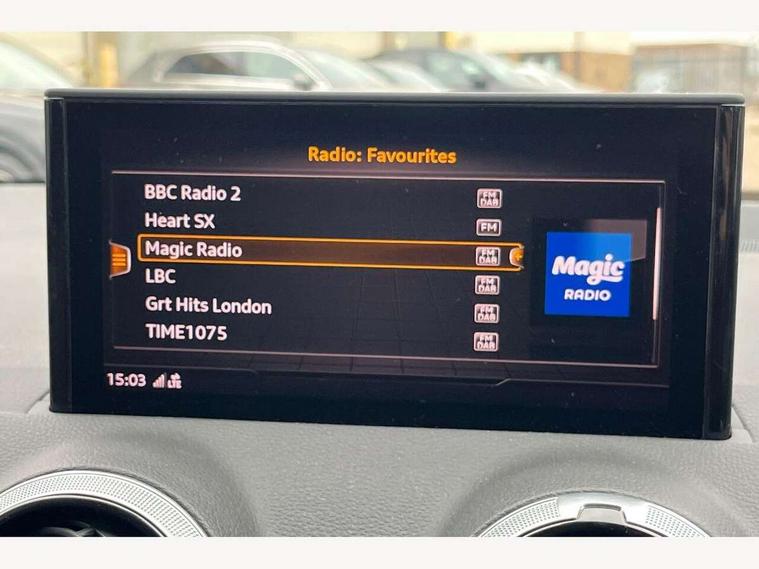 Radio: Favourites
BBC Radio 2
FM
DAB
Heart SX
FM
Magic Radio
FM
DAB
LBC
FM
DAB
Grt Hits London
FM
DAB
TIME1075
FM
DAB
Magic
RADIO
15:03
LTE